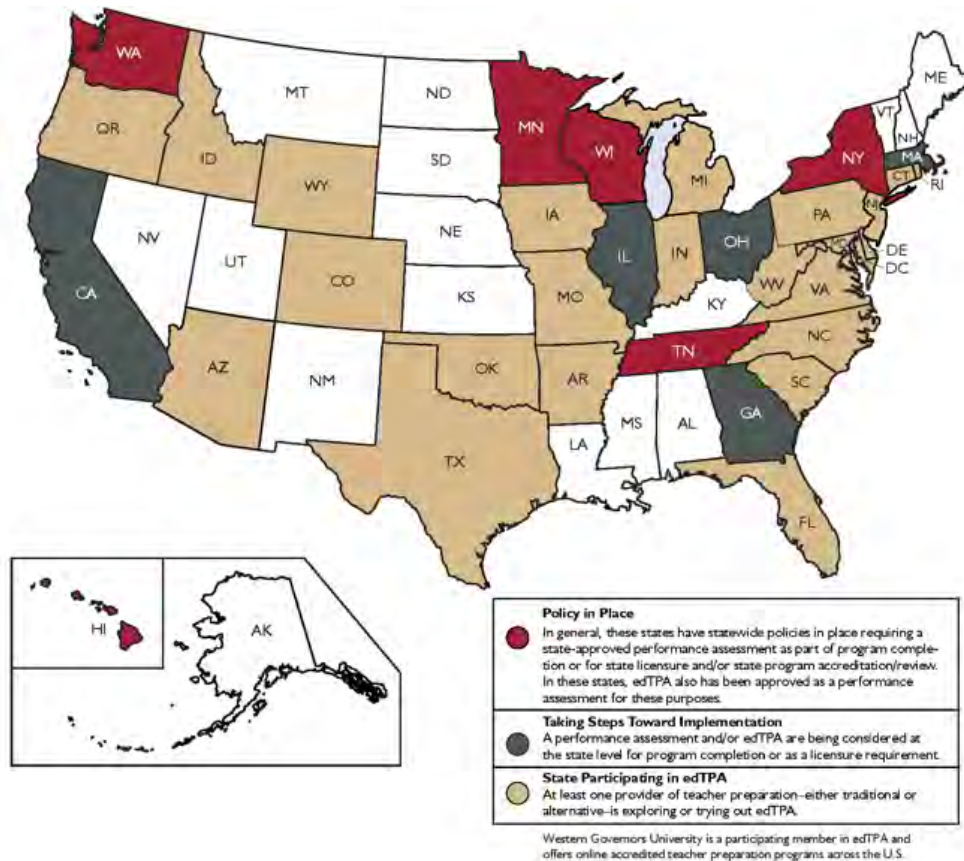 WA
MT
ND
MN
ME
VT
NH
OR
ID
SD
WI
NY
MA
WY
MI
CT
RI
IA
PA
NJ
NE
NV
UT
CO
IL
IN
OH
DE
DC
WV
VA
CA
KS
MO
KY
NC
TN
AZ
NM
OK
AR
SC
MS
AL
GA
LA
TX
FL
HI
AK
Policy in Place
In general, these states have statewide policies in place requiring a
state-approved performance assessment as part of program comple-
tion or for state licensure and/or state program accreditation/review.
In these states, edTPA also has been approved as a performance
assessment for these purposes.
Taking Steps Toward Implementation
A performance assessment and/or edTPA are being considered at
the state level for program completion or as a licensure requirement.
State Participating in edTPA
At least one provider of teacher preparation–either traditional or
alternative–is exploring or trying out edTPA.
Western Governors University is a participating member in edTPA and
offers online accredited teacher preparation programs across the U.S.